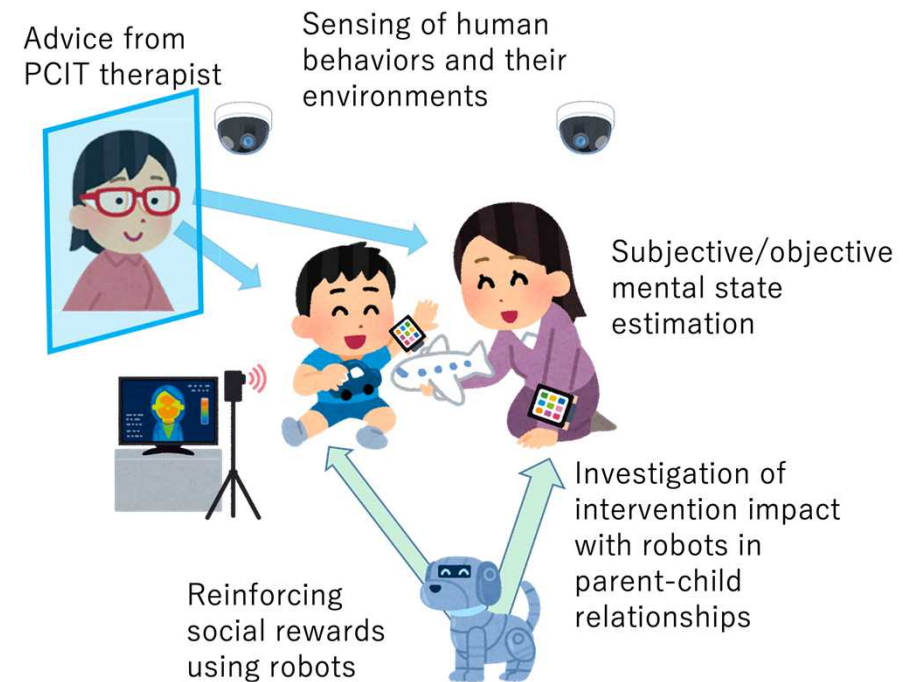 Advice from
PCIT therapist
Sensing of human
behaviors and their
environments
Subjective/objective
mental state
estimation
Investigation of
intervention impact
with robots in
parent-child
relationships
Reinforcing
social rewards
using robots